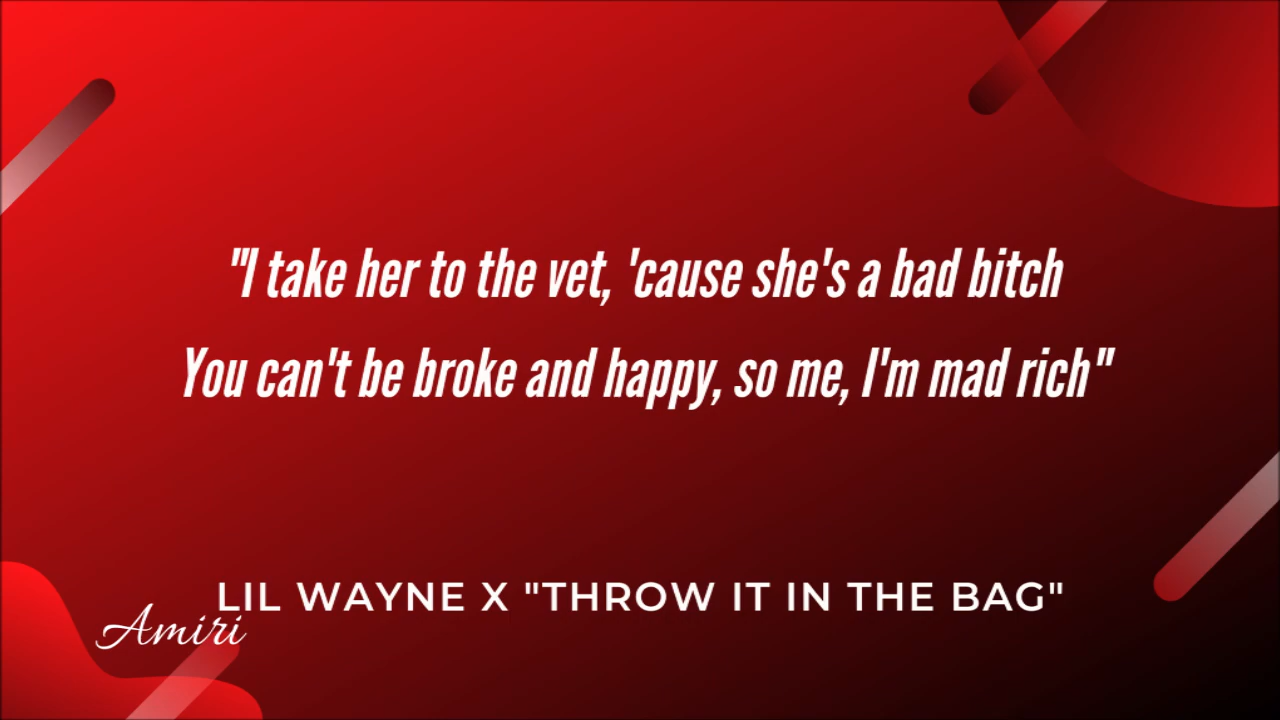 "I take her to the vet, 'cause she's a bad bitch
You can't be broke and happy, so me, I'm mad rich"
LIL WAYNE X "THROW IT IN THE BAG"
Amiri